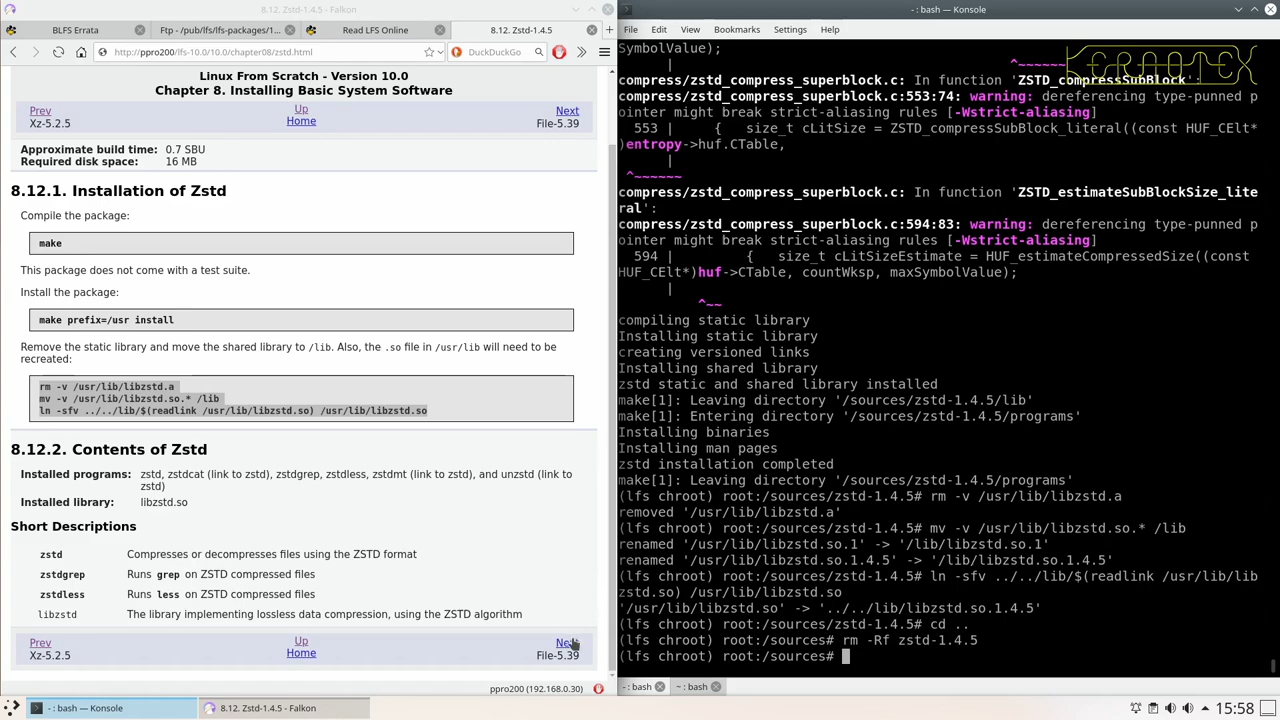 8.12. Zstd-1.4.5 - Falkon
BLFS Errata
Ftp - /pub/lfs/lfs-packages/1...
Read LFS Online
8.12. Zstd-1.4.5
http://ppro200/lfs-10.0/10.0/chapter08/zstd.html
DuckDuckGo
Linux From Scratch - Version 10.0
Chapter 8. Installing Basic System Software
Prev
Up
Next
Xz-5.2.5
Home
File-5.39
Approximate build time: 0.7 SBU
Required disk space: 16 MB
8.12.1. Installation of Zstd
Compile the package:
make
This package does not come with a test suite.
Install the package:
make prefix=/usr install
Remove the static library and move the shared library to /lib. Also, the .so file in /usr/lib will need to be
recreated:
rm -v /usr/lib/libzstd.a
mv -v /usr/lib/libzstd.so.* /lib
ln -sfv ../../lib/$(readlink /usr/lib/libzstd.so) /usr/lib/libzstd.so
8.12.2. Contents of Zstd
Installed programs: zstd, zstdcat (link to zstd), zstdgrep, zstdless, zstdmt (link to zstd), and unzstd (link to
zstd)
Installed library: libzstd.so
Short Descriptions
zstd Compresses or decompresses files using the ZSTD format
zstdgrep Runs grep on ZSTD compressed files
zstdless Runs less on ZSTD compressed files
libzstd The library implementing lossless data compression, using the ZSTD algorithm
Prev
Up
Next
Xz-5.2.5
Home
File-5.39
ppro200 (192.168.0.30)
- : bash — Konsole
File Edit View Bookmarks Settings Help
KERNOTEX
SymbolValue);
|
^~~~~~
compress/zstd_compress_superblock.c: In function 'ZSTD_compressSubBlock':
compress/zstd_compress_superblock.c:553:74: warning: dereferencing type-punned p
ointer might break strict-aliasing rules [-Wstrict-aliasing]
553 | { size_t cLitSize = ZSTD_compressSubBlock_literal((const HUF_CElt*
)entropy->huf.CTable,
|
^~~~~~~
compress/zstd_compress_superblock.c: In function 'ZSTD_estimateSubBlockSize_lite
ral':
compress/zstd_compress_superblock.c:594:83: warning: dereferencing type-punned p
ointer might break strict-aliasing rules [-Wstrict-aliasing]
594 | { size_t cLitSizeEstimate = HUF_estimateCompressedSize((const
HUF_CElt*)huf->CTable, countWksp, maxSymbolValue);
|
^~~
compiling static library
Installing static library
creating versioned links
Installing shared library
zstd static and shared library installed
make[1]: Leaving directory '/sources/zstd-1.4.5/lib'
make[1]: Entering directory '/sources/zstd-1.4.5/programs'
Installing binaries
Installing man pages
zstd installation completed
make[1]: Leaving directory '/sources/zstd-1.4.5/programs'
(lfs chroot) root:/sources/zstd-1.4.5# rm -v /usr/lib/libzstd.a
removed '/usr/lib/libzstd.a'
(lfs chroot) root:/sources/zstd-1.4.5# mv -v /usr/lib/libzstd.so.* /lib
renamed '/usr/lib/libzstd.so.1' -> '/lib/libzstd.so.1'
renamed '/usr/lib/libzstd.so.1.4.5' -> '/lib/libzstd.so.1.4.5'
(lfs chroot) root:/sources/zstd-1.4.5# ln -sfv ../../lib/$(readlink /usr/lib/lib
zstd.so) /usr/lib/libzstd.so
'/usr/lib/libzstd.so' -> '../../lib/libzstd.so.1.4.5'
(lfs chroot) root:/sources/zstd-1.4.5# cd ..
(lfs chroot) root:/sources# rm -Rf zstd-1.4.5
(lfs chroot) root:/sources#
- : bash
~ : bash
- : bash — Konsole
8.12. Zstd-1.4.5 - Falkon
15:58